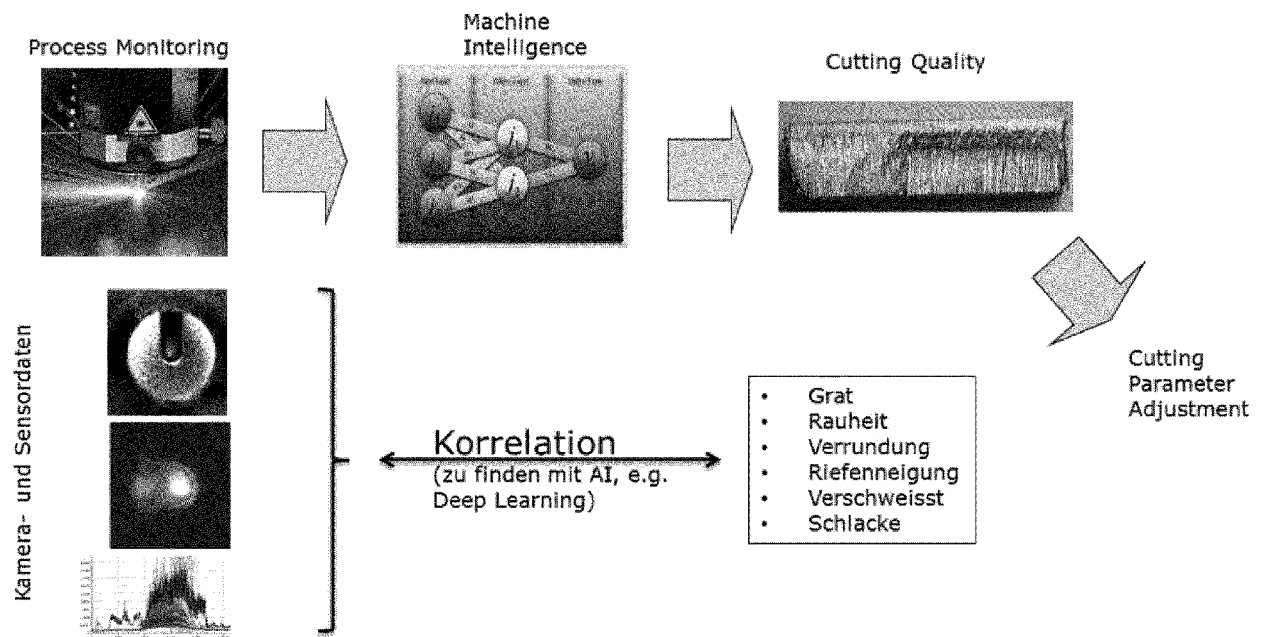 Process Monitoring
Machine
Intelligence
Cutting Quality
Cutting
Parameter
Adjustment
Kamera- und Sensordaten
Korrelation
(zu finden mit AI, e.g.
Deep Learning)
• Grat
• Rauheit
• Verrundung
• Riefenneigung
• Verschweisst
• Schlacke